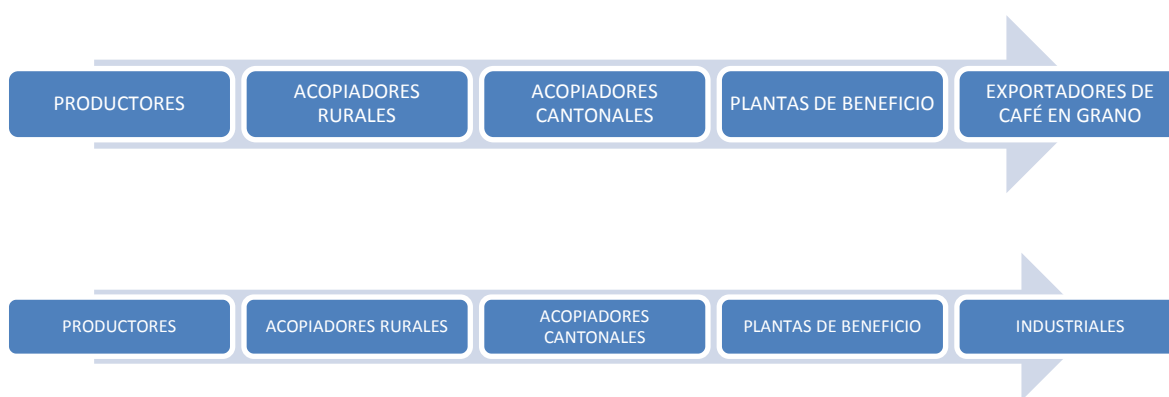 PRODUCTORES
ACOPIADORES
RURALES
ACOPIADORES
CANTONALES
PLANTAS DE BENEFICIO
EXPORTADORES DE
CAFÉ EN GRANO
PRODUCTORES
ACOPIADORES RURALES
ACOPIADORES
CANTONALES
PLANTAS DE BENEFICIO
INDUSTRIALES